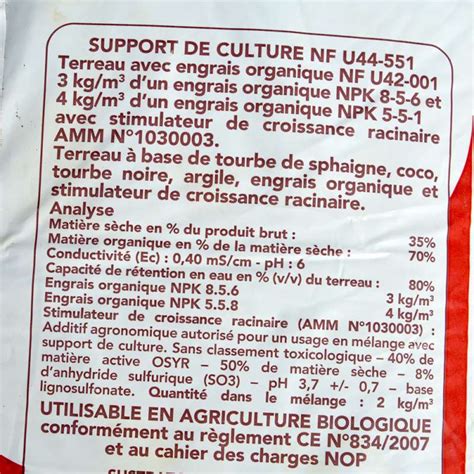 SUPPORT DE CULTURE NF U44-551
Terreau avec engrais organique NF U42-001
3 kg/m³ d'un engrais organique NPK 8-5-6 et
4 kg/m³ d'un engrais organique NPK 5-5-1
avec stimulateur de croissance racinaire
AMM N°1030003.
Terreau à base de tourbe de sphaigne, coco,
tourbe noire, argile, engrais organique et
stimulateur de croissance racinaire.
Analyse
Matière sèche en % du produit brut : 35%
Matière organique en % de la matière sèche : 70%
Conductivité (Ec) : 0,40 mS/cm - pH : 6
Capacité de rétention en eau en % (v/v) du terreau : 80%
Engrais organique NPK 8.5.6 3 kg/m³
Engrais organique NPK 5.5.8 4 kg/m³
Stimulateur de croissance racinaire (AMM N°1030003) :
Additif agronomique autorisé pour un usage en mélange avec
support de culture. Sans classement toxicologique – 40% de
matière active OSYR – 50% de matière sèche – 8%
d'anhydride sulfurique (SO3) – pH 3,7 +/- 0,7 – base
lignosulfonate. Quantité dans le mélange : 2 kg/m³
UTILISABLE EN AGRICULTURE BIOLOGIQUE
conformément au règlement CE N°834/2007
et au cahier des charges NOP